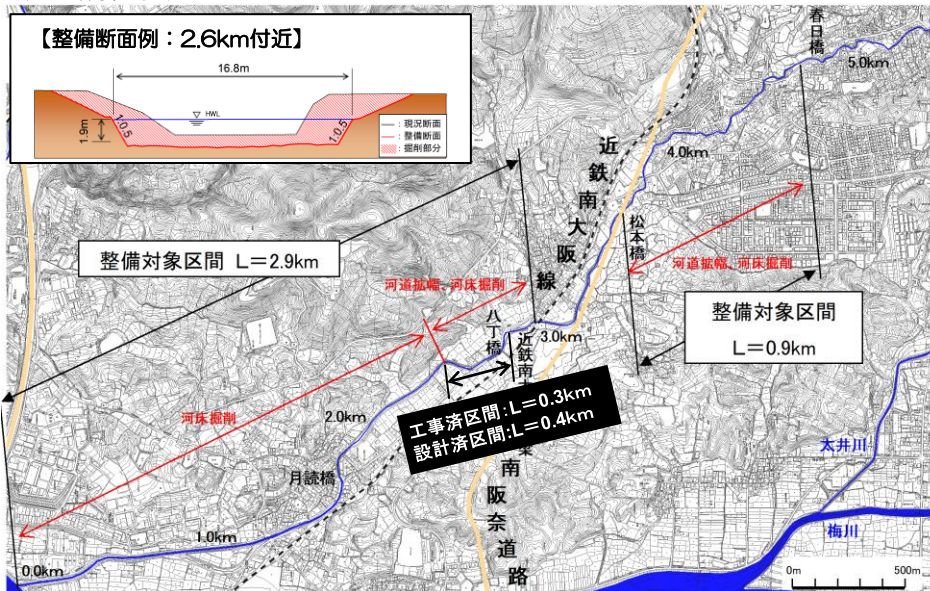 【整備断面例：2.6km付近】
16.8m
HWL
1.9m
1:0.5
1:0.5
：現況断面
：整備断面
：掘削部分
春日橋
5.0km
近鉄南大阪線
4.0km
松本橋
整備対象区間 L=2.9km
河道拡幅、河床掘削
河道拡幅、河床掘削
整備対象区間
L=0.9km
八丁橋
3.0km
近鉄南大
工事済区間：L=0.3km
設計済区間：L=0.4km
河床掘削
2.0km
月読橋
南阪奈道路
太井川
梅川
1.0km
0.0km
0m
500m